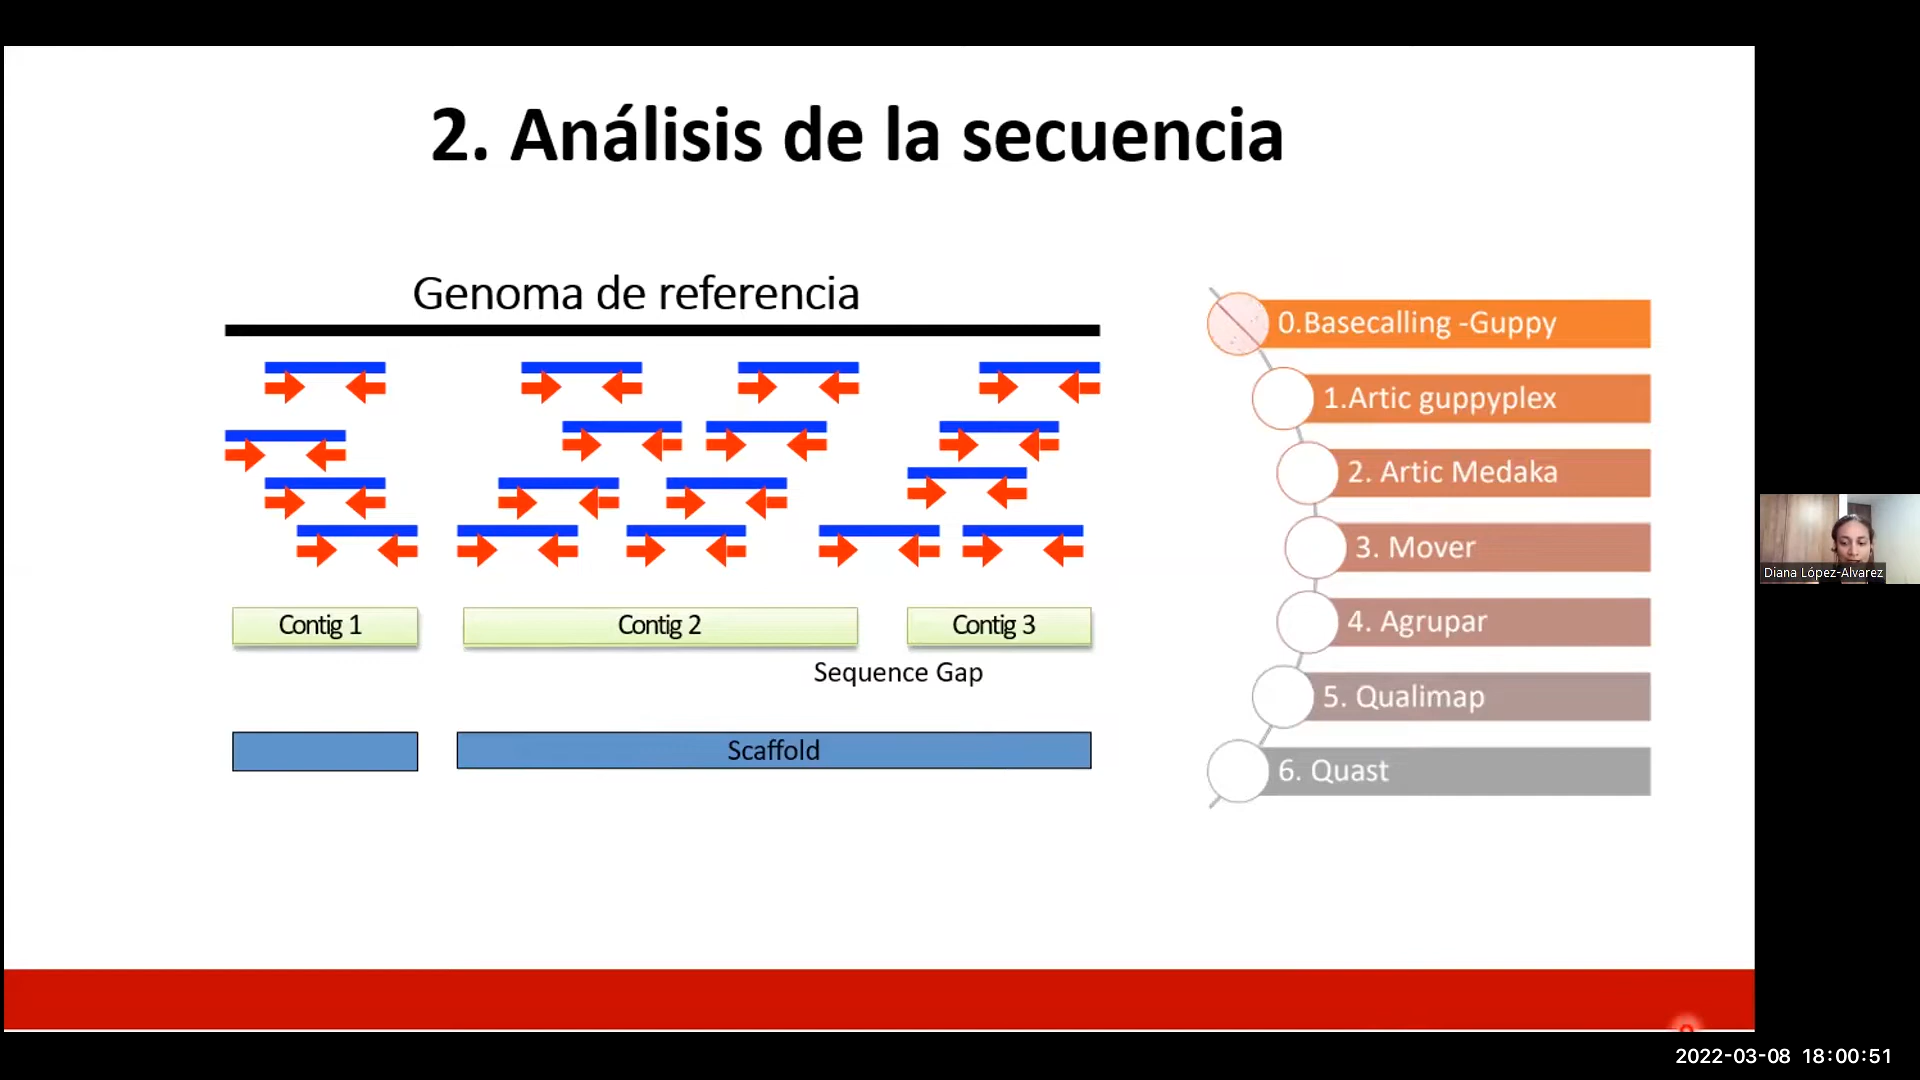 2. Análisis de la secuencia
Genoma de referencia
Contig 1
Contig 2
Contig 3
Sequence Gap
Scaffold
0.Basecalling -Guppy
1.Artic guppyplex
2. Artic Medaka
3. Mover
4. Agrupar
5. Qualimap
6. Quast
Diana López-Alvarez
2022-03-08 18:00:51